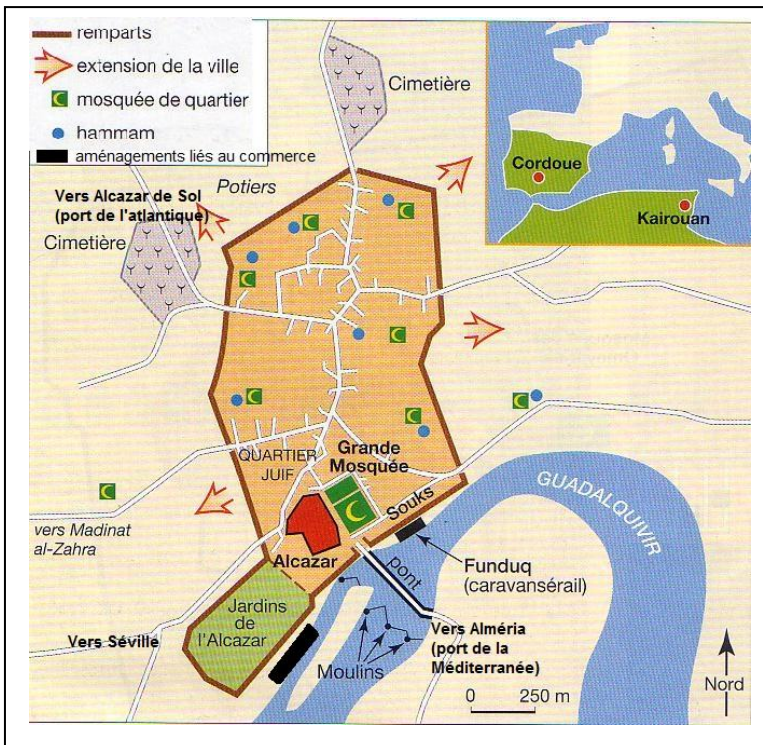 remparts
extension de la ville
mosquée de quartier
hammam
aménagements liés au commerce
Cimetière
Cordoue
Kairouan
Potiers
Vers Alcazar de Sol
(port de l'atlantique)
Cimetière
QUARTIER
JUIF
Grande
Mosquée
Souks
GUADALQUIVIR
vers Madinat
al-Zahra
Alcazar
pont
Funduq
(caravansérail)
Jardins
de
l'Alcazar
Vers Séville
Moulins
Vers Alméria
(port de la
Méditerranée)
0 250 m
Nord